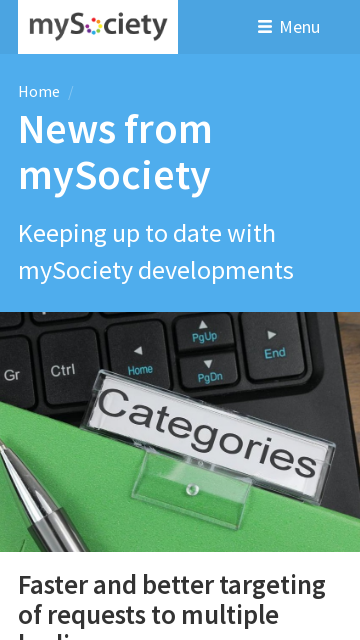 mySociety
Menu
Home /
News from
mySociety
Keeping up to date with
mySociety developments
PgUp
End
Home
PgDn
Ctrl
Gr
Categories
Faster and better targeting
of requests to multiple